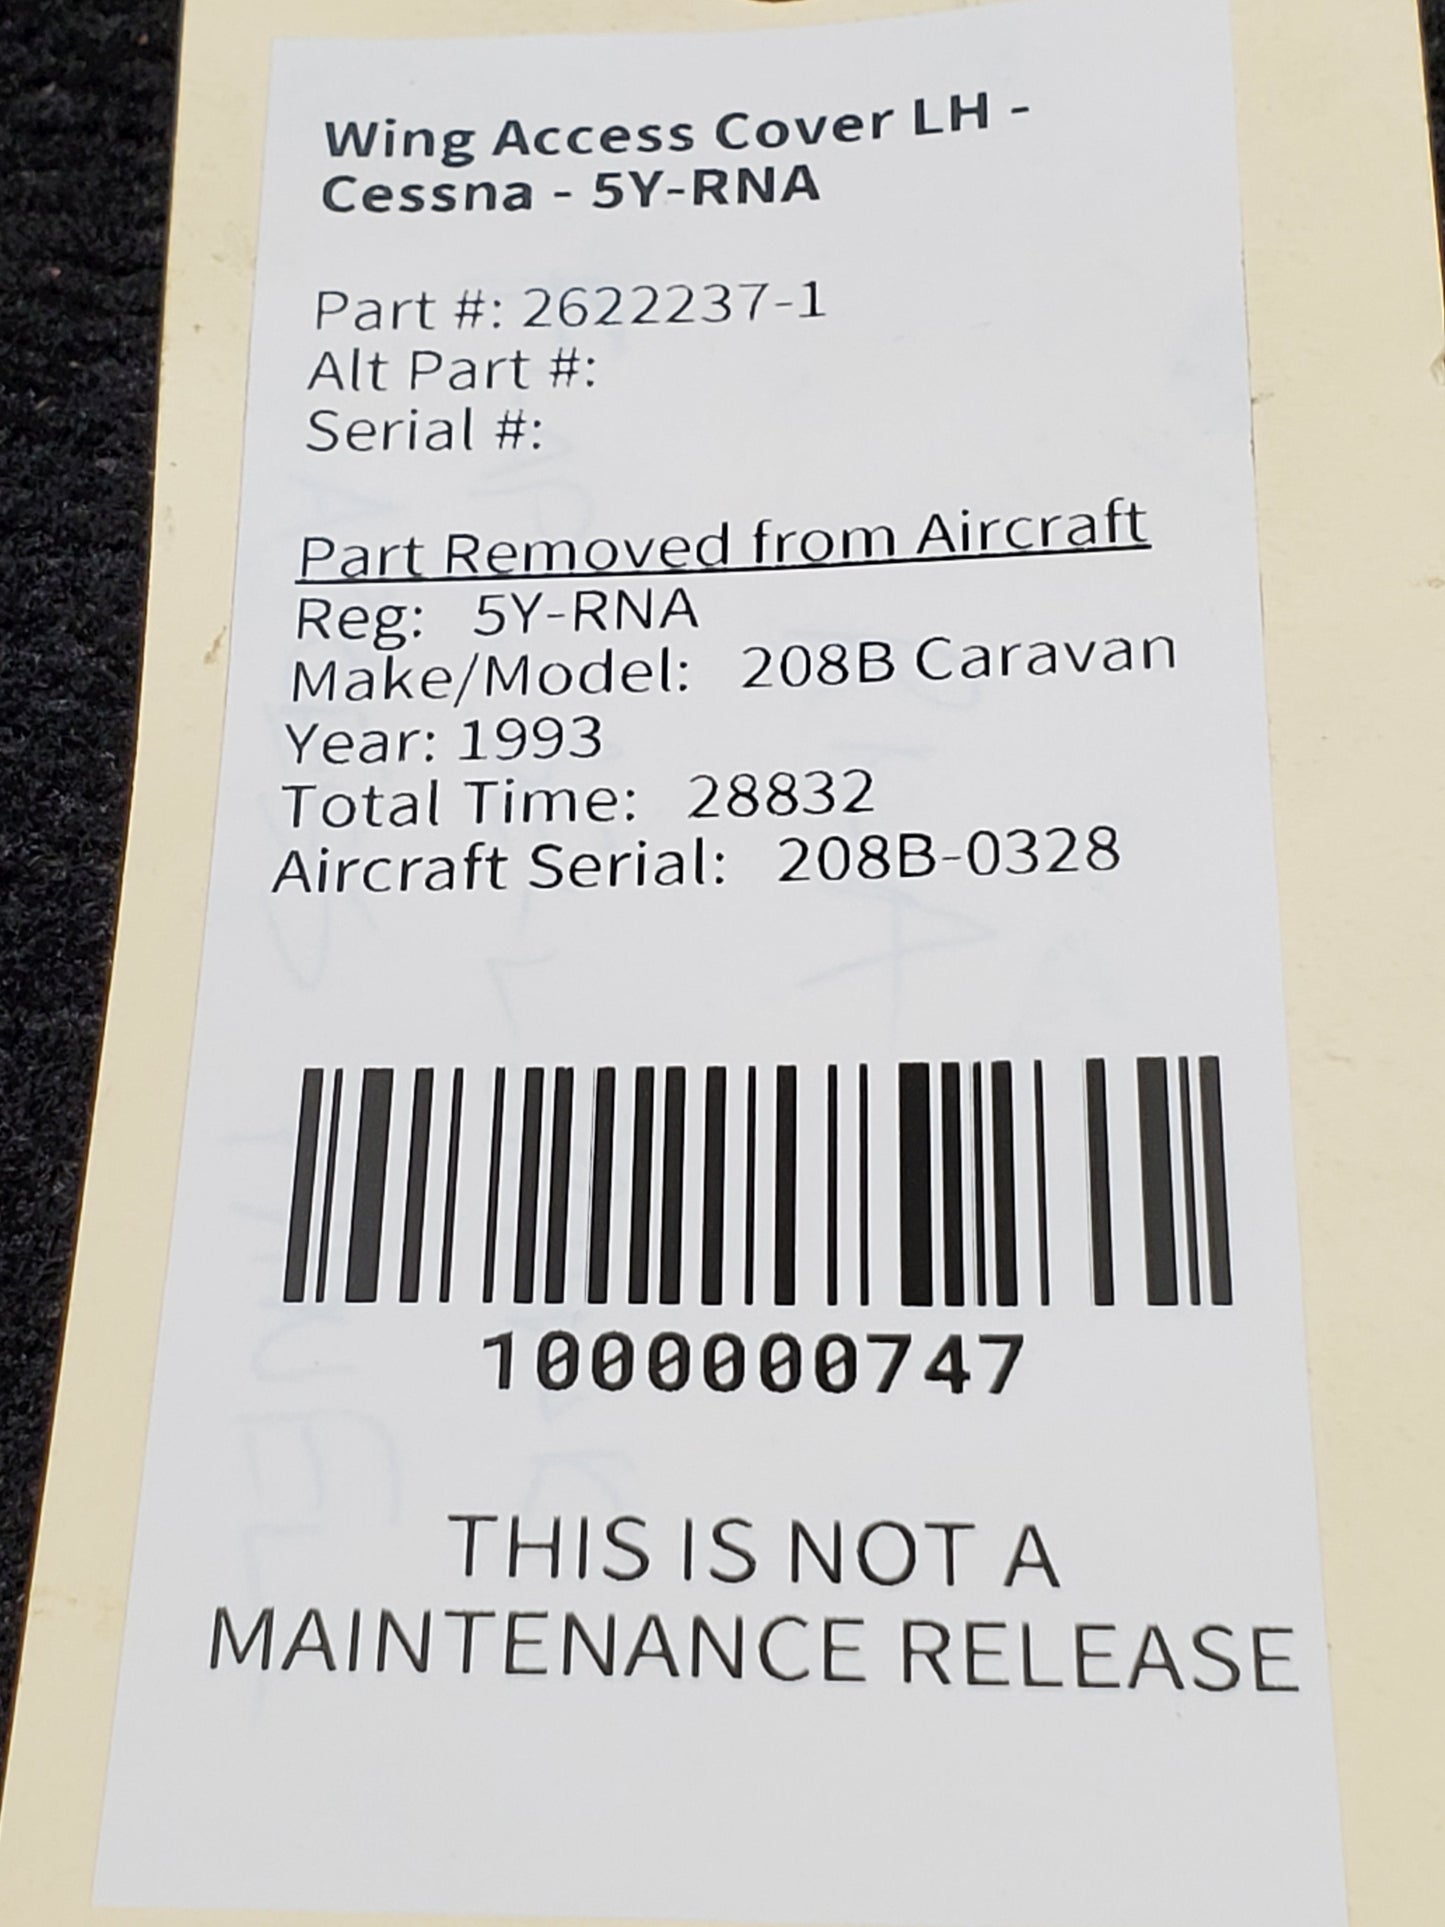 Wing Access Cover LH -
Cessna - 5Y-RNA
Part #: 2622237-1
Alt Part #:
Serial #:
Part Removed from Aircraft
Reg: 5Y-RNA
Make/Model: 208B Caravan
Year: 1993
Total Time: 28832
Aircraft Serial: 208B-0328
1000000747
THIS IS NOT A
MAINTENANCE RELEASE